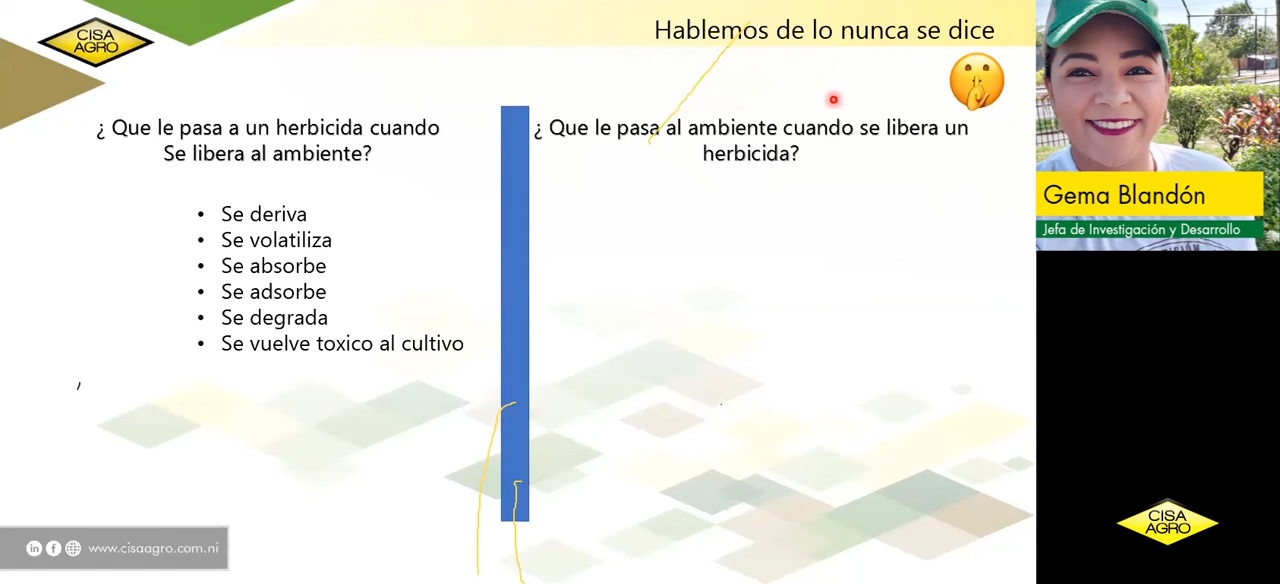 CISA
AGRO
Hablemos de lo nunca se dice
¿ Que le pasa a un herbicida cuando
Se libera al ambiente?
• Se deriva
• Se volatiliza
• Se absorbe
• Se adsorbe
• Se degrada
• Se vuelve toxico al cultivo
¿ Que le pasa al ambiente cuando se libera un
herbicida?
www.cisaagro.com.ni
Gema Blandón
Jefa de Investigación y Desarrollo
CISA
AGRO